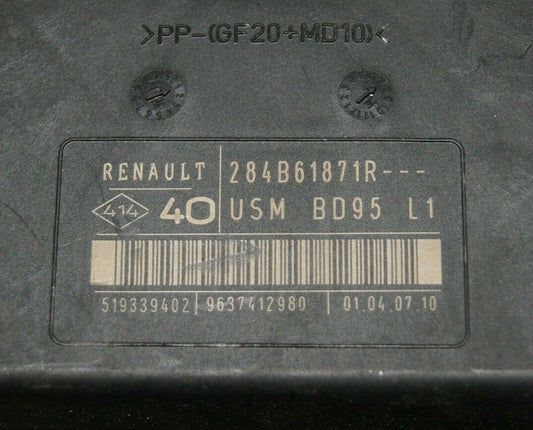 >PP-(GF20+MD10)<
RENAULT 284B61871R---
414 40 USM BD95 L1
519339402 9637412980 01.04.07.10